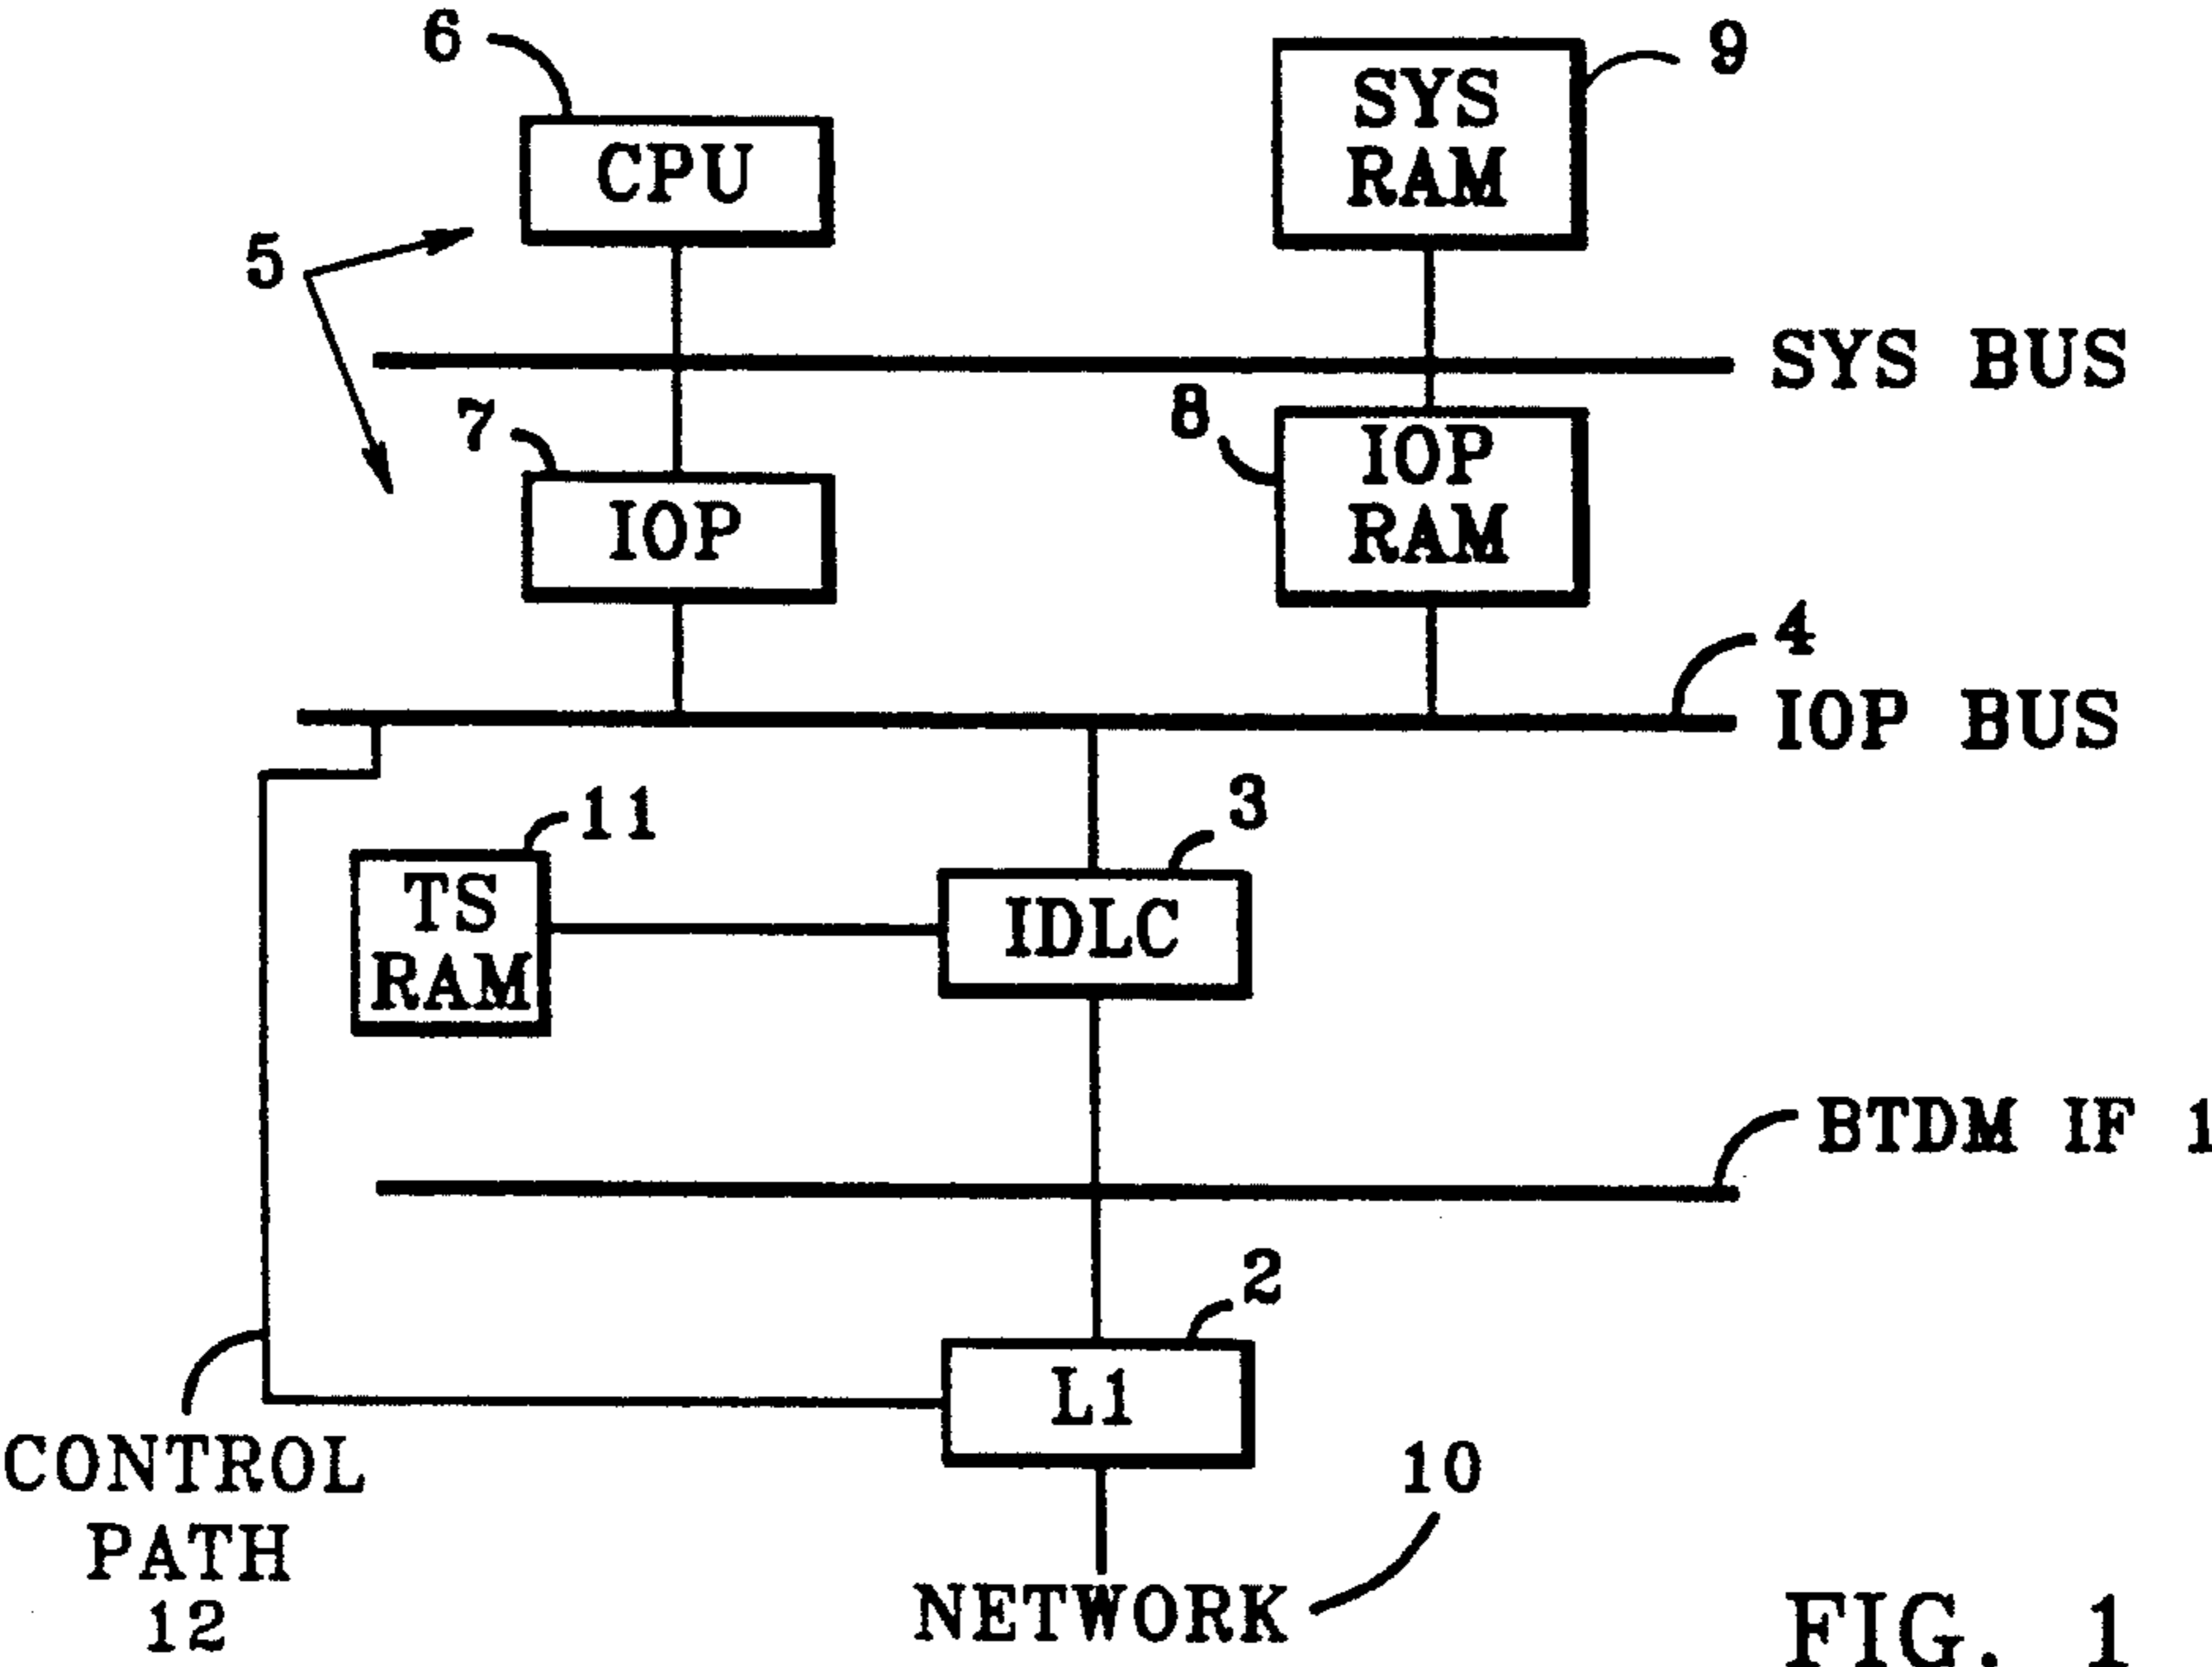 6
CPU
SYS
RAM
9
5
SYS BUS
7
IOP
8
IOP
RAM
4
IOP BUS
11
TS
RAM
3
IDLC
BTDM IF 1
2
L1
CONTROL
PATH
12
10
NETWORK
FIG. 1